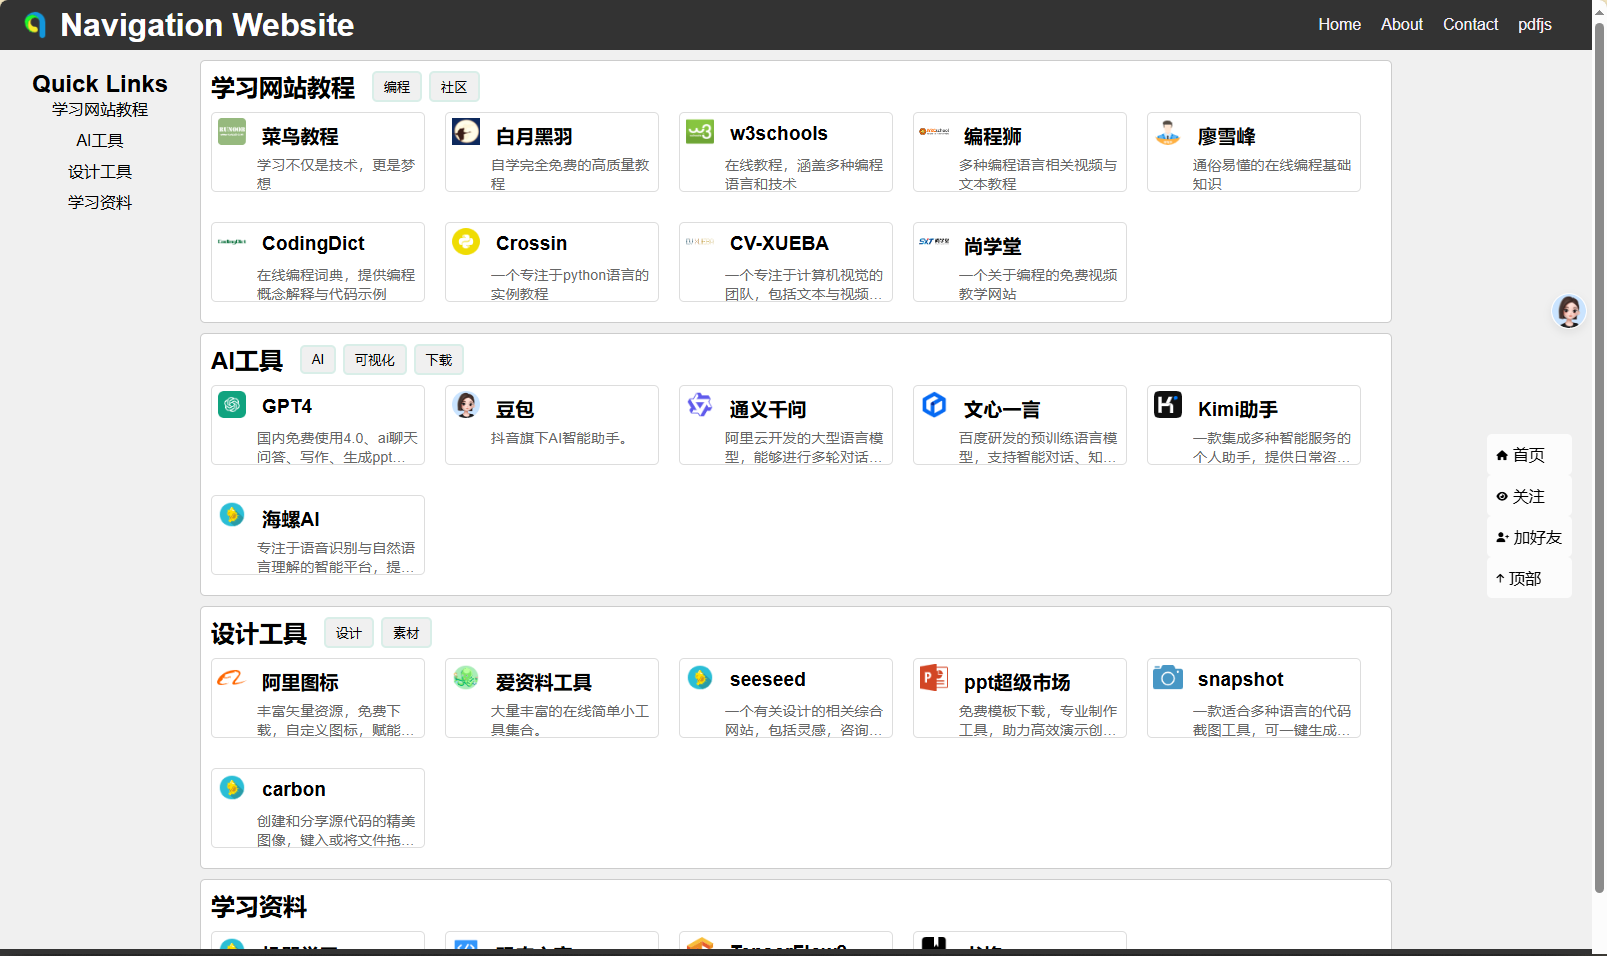 Navigation Website
Home About Contact pdfjs
Quick Links
学习网站教程
AI工具
设计工具
学习资料
学习网站教程 编程 社区
菜鸟教程
学习不仅是技术，更是梦
想
白月黑羽
自学完全免费的高质量教
程
w3schools
在线教程，涵盖多种编程
语言和技术
编程狮
多种编程语言相关视频与
文本教程
廖雪峰
通俗易懂的在线编程基础
知识
CodingDict
在线编程词典，提供编程
概念解释与代码示例
Crossin
一个专注于python语言的
实例教程
CV-XUEBA
一个专注于计算机视觉的
团队，包括文本与视频...
尚学堂
一个关于编程的免费视频
教学网站
AI工具 AI 可视化 下载
GPT4
国内免费使用4.0、ai聊天
问答、写作、生成ppt...
豆包
抖音旗下AI智能助手。
通义千问
阿里云开发的大型语言模
型，能够进行多轮对话...
文心一言
百度研发的预训练语言模
型，支持智能对话、知...
Kimi助手
一款集成多种智能服务的
个人助手，提供日常咨...
海螺AI
专注于语音识别与自然语
言理解的智能平台，提...
设计工具 设计 素材
阿里图标
丰富矢量资源，免费下
载，自定义图标，赋能...
爱资料工具
大量丰富的在线简单小工
具集合。
seeseed
一个有关设计的相关综合
网站，包括灵感，咨询...
ppt超级市场
免费模板下载，专业制作
工具，助力高效演示创...
snapshot
一款适合多种语言的代码
截图工具，可一键生成...
carbon
创建和分享源代码的精美
图像，键入或将文件拖...
学习资料
首页
关注
加好友
顶部